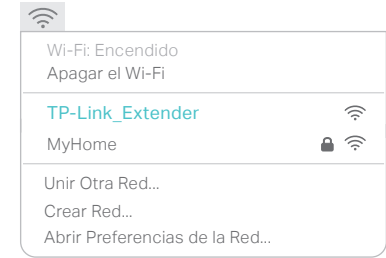 Wi-Fi: Encendido
Apagar el Wi-Fi
TP-Link_Extender
MyHome
Unir Otra Red...
Crear Red...
Abrir Preferencias de la Red...